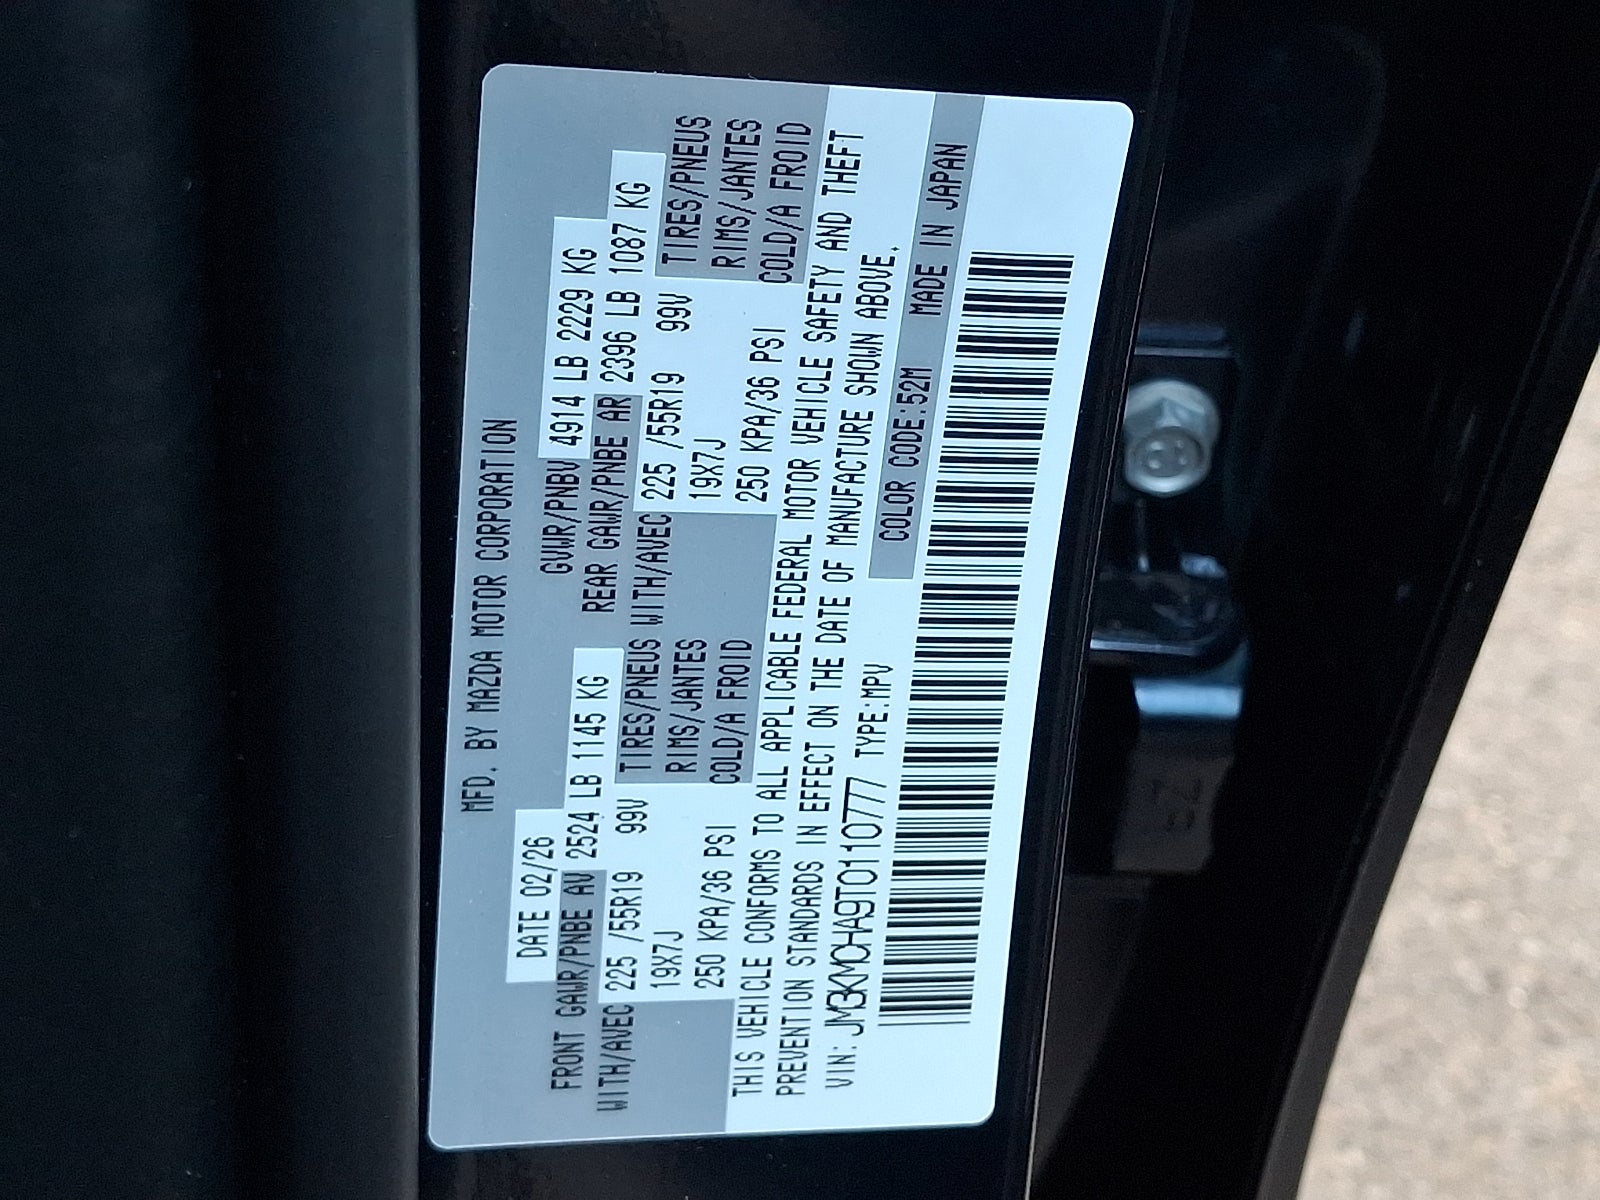 MFD. BY MAZDA MOTOR CORPORATION
DATE 02/26 GVWR/PNBV 4914 LB 2229 KG
FRONT GAWR/PNBE AV 2524 LB 1145 KG REAR GAWR/PNBE AR 2396 LB 1087 KG
WITH/AVEC 225 /55R19 99V TIRES/PNEUS WITH/AVEC 225 /55R19 99V TIRES/PNEUS
19X7J RIMS/JANTES 19X7J RIMS/JANTES
250 KPA/36 PSI COLD/A FROID 250 KPA/36 PSI COLD/A FROID
THIS VEHICLE CONFORMS TO ALL APPLICABLE FEDERAL MOTOR VEHICLE SAFETY AND THEFT
PREVENTION STANDARDS IN EFFECT ON THE DATE OF MANUFACTURE SHOWN ABOVE.
VIN: JM3KMCHA9T0110777 TYPE:MPV COLOR CODE:52M MADE IN JAPAN